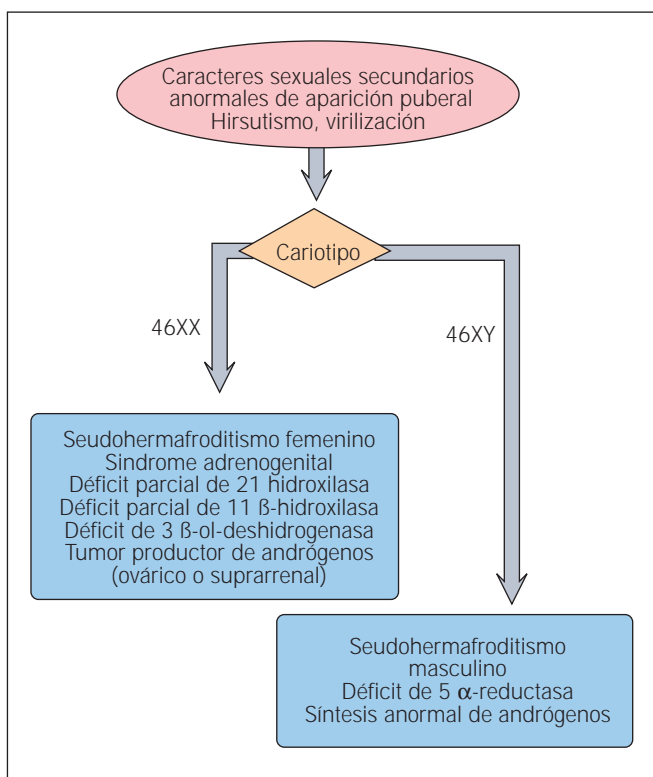 Caracteres sexuales secundarios
anormales de aparición puberal
Hirsutismo, virilización
Cariotipo
46XX
46XY
Seudohermafroditismo femenino
Sindrome adrenogenital
Déficit parcial de 21 hidroxilasa
Déficit parcial de 11 ß-hidroxilasa
Déficit de 3 ß-ol-deshidrogenasa
Tumor productor de andrógenos
(ovárico o suprarrenal)
Seudohermafroditismo
masculino
Déficit de 5 α-reductasa
Síntesis anormal de andrógenos